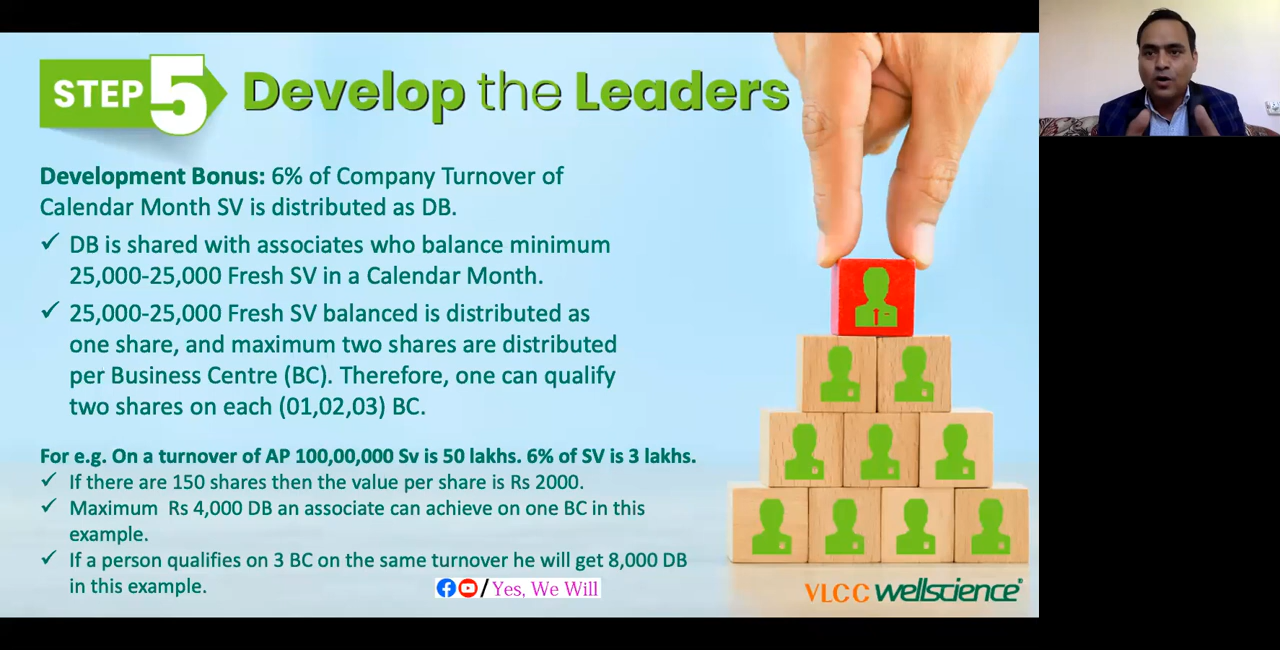 STEP 5 Develop the Leaders
Development Bonus: 6% of Company Turnover of
Calendar Month SV is distributed as DB.
✓ DB is shared with associates who balance minimum
25,000-25,000 Fresh SV in a Calendar Month.
✓ 25,000-25,000 Fresh SV balanced is distributed as
one share, and maximum two shares are distributed
per Business Centre (BC). Therefore, one can qualify
two shares on each (01,02,03) BC.
For e.g. On a turnover of AP 100,00,000 Sv is 50 lakhs. 6% of SV is 3 lakhs.
✓ If there are 150 shares then the value per share is Rs 2000.
✓ Maximum Rs 4,000 DB an associate can achieve on one BC in this
example.
✓ If a person qualifies on 3 BC on the same turnover he will get 8,000 DB
in this example.
/Yes, We Will
VLCC wellscience